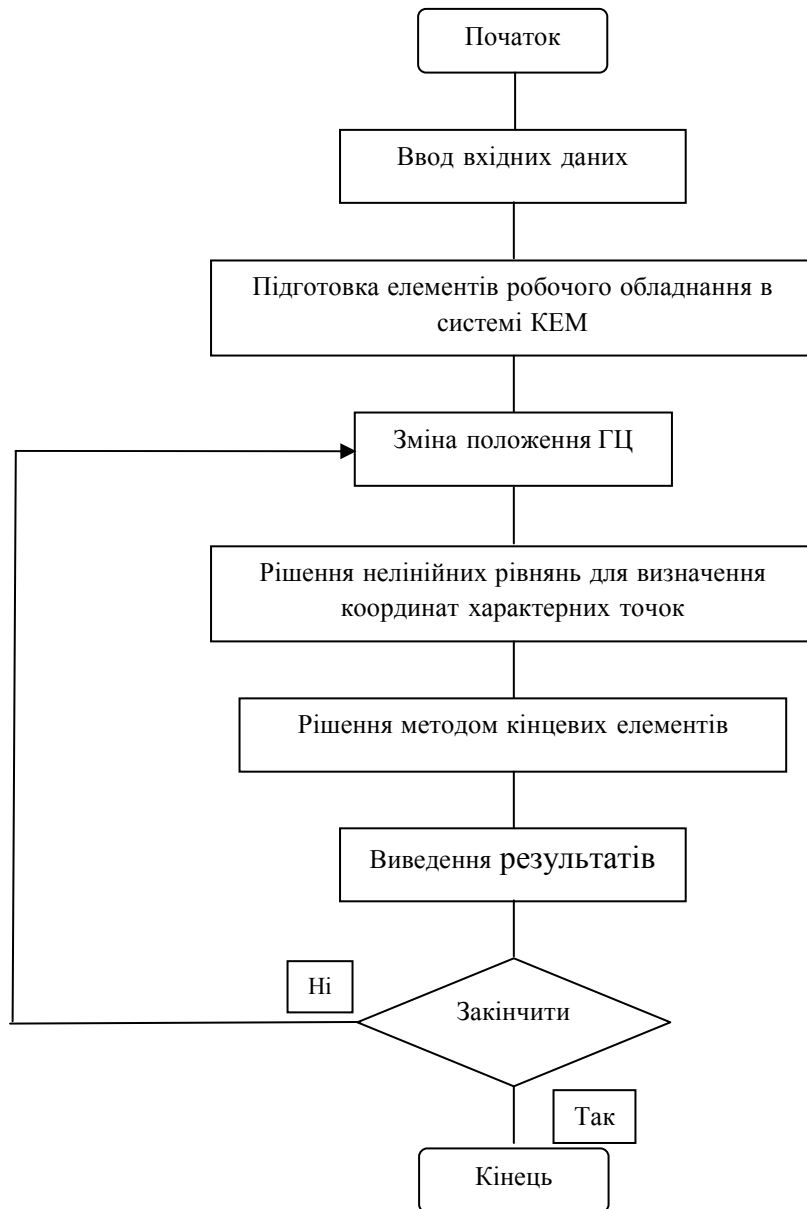 Початок
Ввод вхідних даних
Підготовка елементів робочого обладнання в
системі КЕМ
Зміна положення ГЦ
Рішення нелінійних рівнянь для визначення
координат характерних точок
Рішення методом кінцевих елементів
Виведення результатів
Ні
Закінчити
Так
Кінець